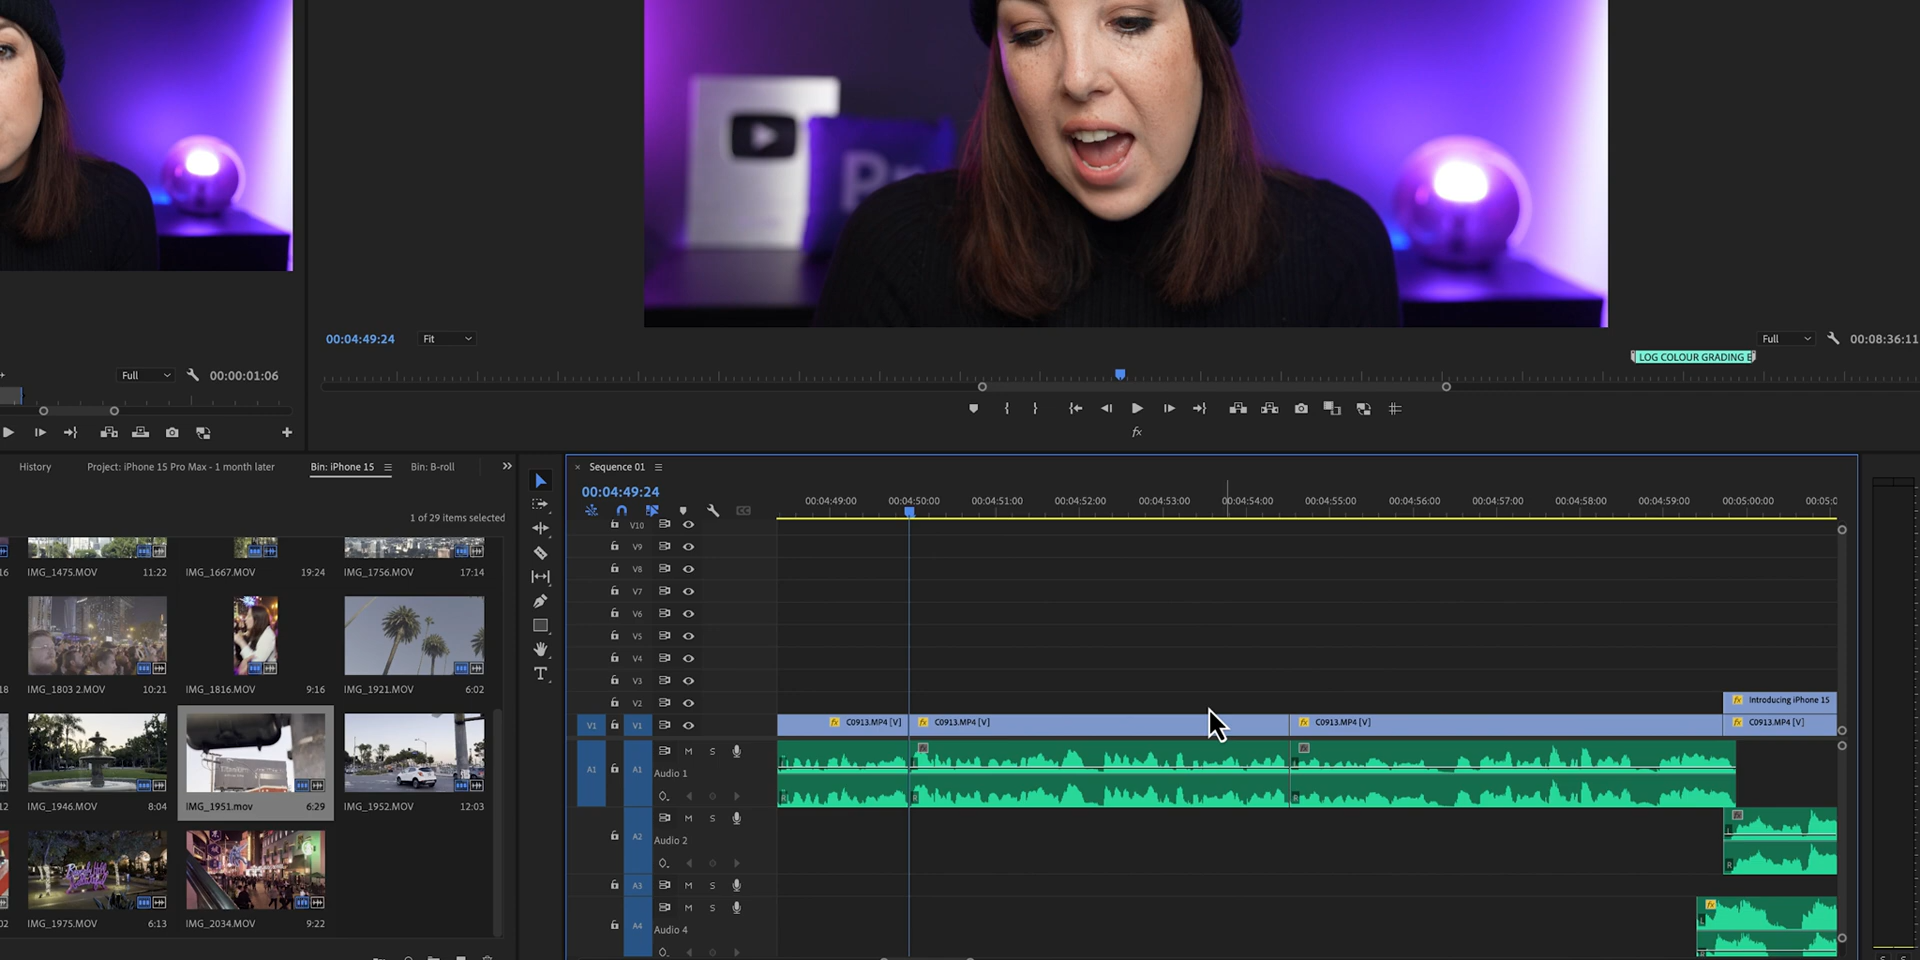 Pr
00:04:49:24
Fit
Full
00:08:36:11
LOG COLOUR GRADING E
Full
00:00:01:06
fx
History
Project: iPhone 15 Pro Max - 1 month later
Bin: iPhone 15
Bin: B-roll
1 of 29 items selected
IMG_1475.MOV
11:22
IMG_1667.MOV
19:24
IMG_1756.MOV
17:14
IMG_1803 2.MOV
10:21
IMG_1816.MOV
9:16
IMG_1921.MOV
6:02
IMG_1946.MOV
8:04
IMG_1951.mov
6:29
IMG_1952.MOV
12:03
IMG_1975.MOV
6:13
IMG_2034.MOV
9:22
Sequence 01
00:04:49:24
00:04:49:00
00:04:50:00
00:04:51:00
00:04:52:00
00:04:53:00
00:04:54:00
00:04:55:00
00:04:56:00
00:04:57:00
00:04:58:00
00:04:59:00
00:05:00:00
V10
V9
V8
V7
V6
V5
V4
V3
V2
Introducing iPhone 15
V1
V1
fx C0913.MP4 [V]
fx C0913.MP4 [V]
fx C0913.MP4 [V]
fx C0913.MP4 [V]
A1
A1
M
S
Audio 1
A2
M
S
Audio 2
A3
M
S
A4
M
S
Audio 4